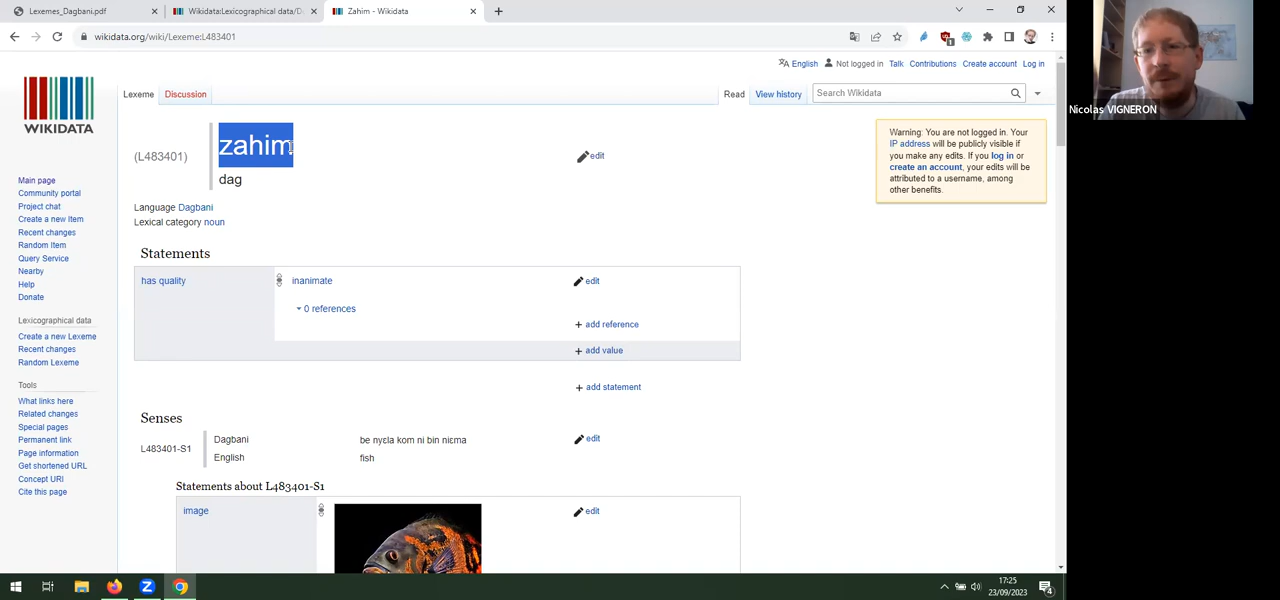 Lexemes_Dagbani.pdf
Wikidata:Lexicographical data/D
Zahim - Wikidata
wikidata.org/wiki/Lexeme:L483401
English Not logged in Talk Contributions Create account Log in
Lexeme Discussion Read View history Search Wikidata
WIKIDATA
Nicolas VIGNERON
(L483401) zahim edit
dag
Warning: You are not logged in. Your
IP address will be publicly visible if
you make any edits. If you log in or
create an account, your edits will be
attributed to a username, among
other benefits.
Main page
Community portal
Project chat
Create a new Item
Recent changes
Random Item
Query Service
Nearby
Help
Donate
Lexicographical data
Create a new Lexeme
Recent changes
Random Lexeme
Tools
What links here
Related changes
Special pages
Permanent link
Page information
Get shortened URL
Concept URI
Cite this page
Language Dagbani
Lexical category noun
Statements
has quality inanimate edit
0 references
+ add reference
+ add value
+ add statement
Senses
L483401-S1 Dagbani be nyɛla kom ni bin niɛma edit
English fish
Statements about L483401-S1
image edit
17:25
23/09/2023